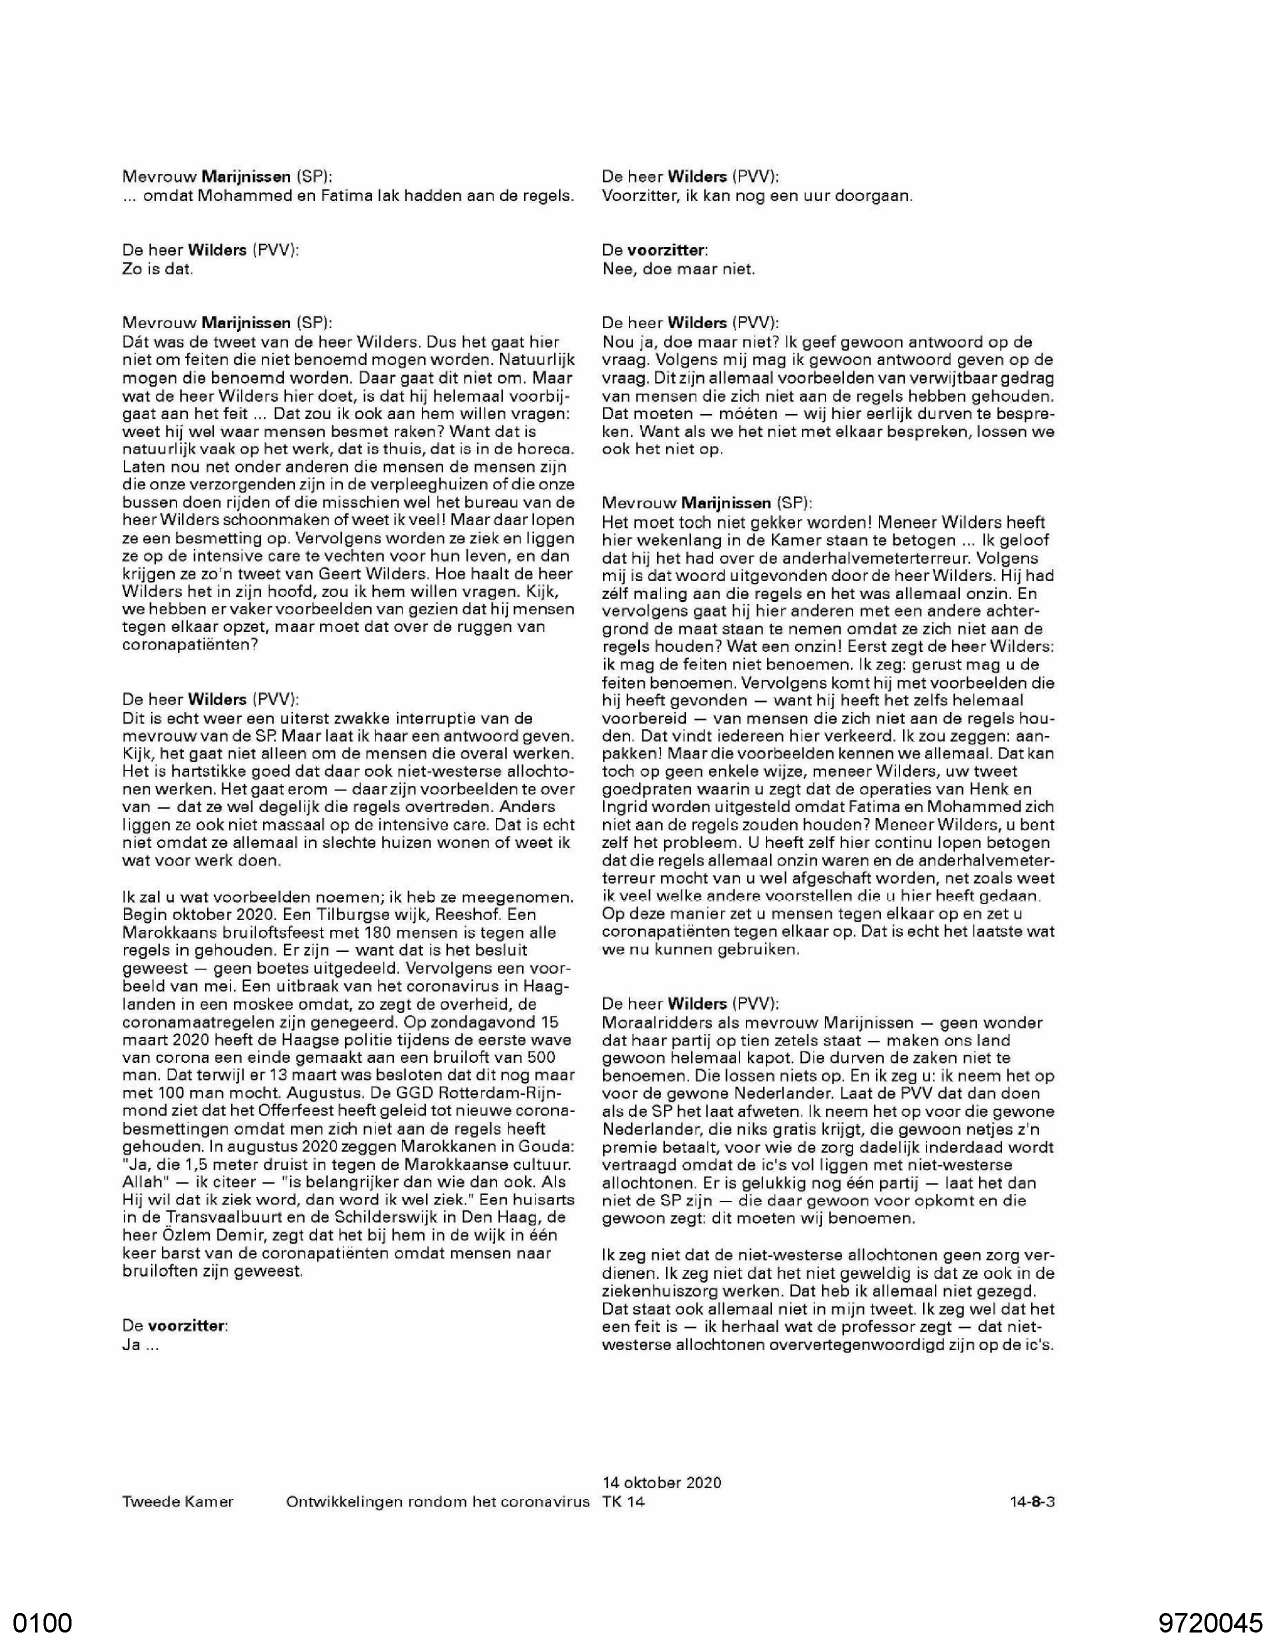 Mevrouw Marijnissen (SP):
... omdat Mohammed en Fatima lak hadden aan de regels.
De heer Wilders (PVV):
Zo is dat.
Mevrouw Marijnissen (SP):
Dát was de tweet van de heer Wilders. Dus het gaat hier
niet om feiten die niet benoemd mogen worden. Natuurlijk
mogen die benoemd worden. Daar gaat dit niet om. Maar
wat de heer Wilders hier doet, is dat hij helemaal voorbij-
gaat aan het feit ... Dat zou ik ook aan hem willen vragen:
weet hij wel waar mensen besmet raken? Want dat is
natuurlijk vaak op het werk, dat is thuis, dat is in de horeca.
Laten nou net onder anderen die mensen de mensen zijn
die onze verzorgenden zijn in de verpleeghuizen of die onze
bussen doen rijden of die misschien wel het bureau van de
heer Wilders schoonmaken of weet ik veel! Maar daar lopen
ze een besmetting op. Vervolgens worden ze ziek en liggen
ze op de intensive care te vechten voor hun leven, en dan
krijgen ze zo'n tweet van Geert Wilders. Hoe haalt de heer
Wilders het in zijn hoofd, zou ik hem willen vragen. Kijk,
we hebben er vaker voorbeelden van gezien dat hij mensen
tegen elkaar opzet, maar moet dat over de ruggen van
coronapatiënten?
De heer Wilders (PVV):
Dit is echt weer een uiterst zwakke interruptie van de
mevrouw van de SP. Maar laat ik haar een antwoord geven.
Kijk, het gaat niet alleen om de mensen die overal werken.
Het is hartstikke goed dat daar ook niet-westerse allochto-
nen werken. Het gaat erom — daar zijn voorbeelden te over
van — dat ze wel degelijk die regels overtreden. Anders
liggen ze ook niet massaal op de intensive care. Dat is echt
niet omdat ze allemaal in slechte huizen wonen of weet ik
wat voor werk doen.
Ik zal u wat voorbeelden noemen; ik heb ze meegenomen.
Begin oktober 2020. Een Tilburgse wijk, Reeshof. Een
Marokkaans bruiloftsfeest met 180 mensen is tegen alle
regels in gehouden. Er zijn — want dat is het besluit
geweest — geen boetes uitgedeeld. Vervolgens een voor-
beeld van mei. Een uitbraak van het coronavirus in Haag-
landen in een moskee omdat, zo zegt de overheid, de
coronamaatregelen zijn genegeerd. Op zondagavond 15
maart 2020 heeft de Haagse politie tijdens de eerste wave
van corona een einde gemaakt aan een bruiloft van 500
man. Dat terwijl er 13 maart was besloten dat dit nog maar
met 100 man mocht. Augustus. De GGD Rotterdam-Rijn-
mond ziet dat het Offerfeest heeft geleid tot nieuwe corona-
besmettingen omdat men zich niet aan de regels heeft
gehouden. In augustus 2020 zeggen Marokkanen in Gouda:
"Ja, die 1,5 meter druist in tegen de Marokkaanse cultuur.
Allah" — ik citeer — "is belangrijker dan wie dan ook. Als
Hij wil dat ik ziek word, dan word ik wel ziek." Een huisarts
in de Transvaalbuurt en de Schilderswijk in Den Haag, de
heer Özlem Demir, zegt dat het bij hem in de wijk in één
keer barst van de coronapatiënten omdat mensen naar
bruiloften zijn geweest.
De voorzitter:
Ja ...
De heer Wilders (PVV):
Voorzitter, ik kan nog een uur doorgaan.
De voorzitter:
Nee, doe maar niet.
De heer Wilders (PVV):
Nou ja, doe maar niet? Ik geef gewoon antwoord op de
vraag. Volgens mij mag ik gewoon antwoord geven op de
vraag. Dit zijn allemaal voorbeelden van verwijtbaar gedrag
van mensen die zich niet aan de regels hebben gehouden.
Dat moeten — móéten — wij hier eerlijk durven te bespre-
ken. Want als we het niet met elkaar bespreken, lossen we
ook het niet op.
Mevrouw Marijnissen (SP):
Het moet toch niet gekker worden! Meneer Wilders heeft
hier wekenlang in de Kamer staan te betogen ... Ik geloof
dat hij het had over de anderhalvemeterterreur. Volgens
mij is dat woord uitgevonden door de heer Wilders. Hij had
zélf maling aan die regels en het was allemaal onzin. En
vervolgens gaat hij hier anderen met een andere achter-
grond de maat staan te nemen omdat ze zich niet aan de
regels houden? Wat een onzin! Eerst zegt de heer Wilders:
ik mag de feiten niet benoemen. Ik zeg: gerust mag u de
feiten benoemen. Vervolgens komt hij met voorbeelden die
hij heeft gevonden — want hij heeft het zelfs helemaal
voorbereid — van mensen die zich niet aan de regels hou-
den. Dat vindt iedereen hier verkeerd. Ik zou zeggen: aan-
pakken! Maar die voorbeelden kennen we allemaal. Dat kan
toch op geen enkele wijze, meneer Wilders, uw tweet
goedpraten waarin u zegt dat de operaties van Henk en
Ingrid worden uitgesteld omdat Fatima en Mohammed zich
niet aan de regels zouden houden? Meneer Wilders, u bent
zelf het probleem. U heeft zelf hier continu lopen betogen
dat die regels allemaal onzin waren en de anderhalvemeter-
terreur mocht van u wel afgeschaft worden, net zoals weet
ik veel welke andere voorstellen die u hier heeft gedaan.
Op deze manier zet u mensen tegen elkaar op en zet u
coronapatiënten tegen elkaar op. Dat is echt het laatste wat
we nu kunnen gebruiken.
De heer Wilders (PVV):
Moraalridders als mevrouw Marijnissen — geen wonder
dat haar partij op tien zetels staat — maken ons land
gewoon helemaal kapot. Die durven de zaken niet te
benoemen. Die lossen niets op. En ik zeg u: ik neem het op
voor de gewone Nederlander. Laat de PVV dat dan doen
als de SP het laat afweten. Ik neem het op voor die gewone
Nederlander, die niks gratis krijgt, die gewoon netjes z'n
premie betaalt, voor wie de zorg dadelijk inderdaad wordt
vertraagd omdat de ic's vol liggen met niet-westerse
allochtonen. Er is gelukkig nog één partij — laat het dan
niet de SP zijn — die daar gewoon voor opkomt en die
gewoon zegt: dit moeten wij benoemen.
Ik zeg niet dat de niet-westerse allochtonen geen zorg ver-
dienen. Ik zeg niet dat het niet geweldig is dat ze ook in de
ziekenhuiszorg werken. Dat heb ik allemaal niet gezegd.
Dat staat ook allemaal niet in mijn tweet. Ik zeg wel dat het
een feit is — ik herhaal wat de professor zegt — dat niet-
westerse allochtonen oververtegenwoordigd zijn op de ic's.
14 oktober 2020
Tweede Kamer Ontwikkelingen rondom het coronavirus TK 14 14-8-3
0100 9720045